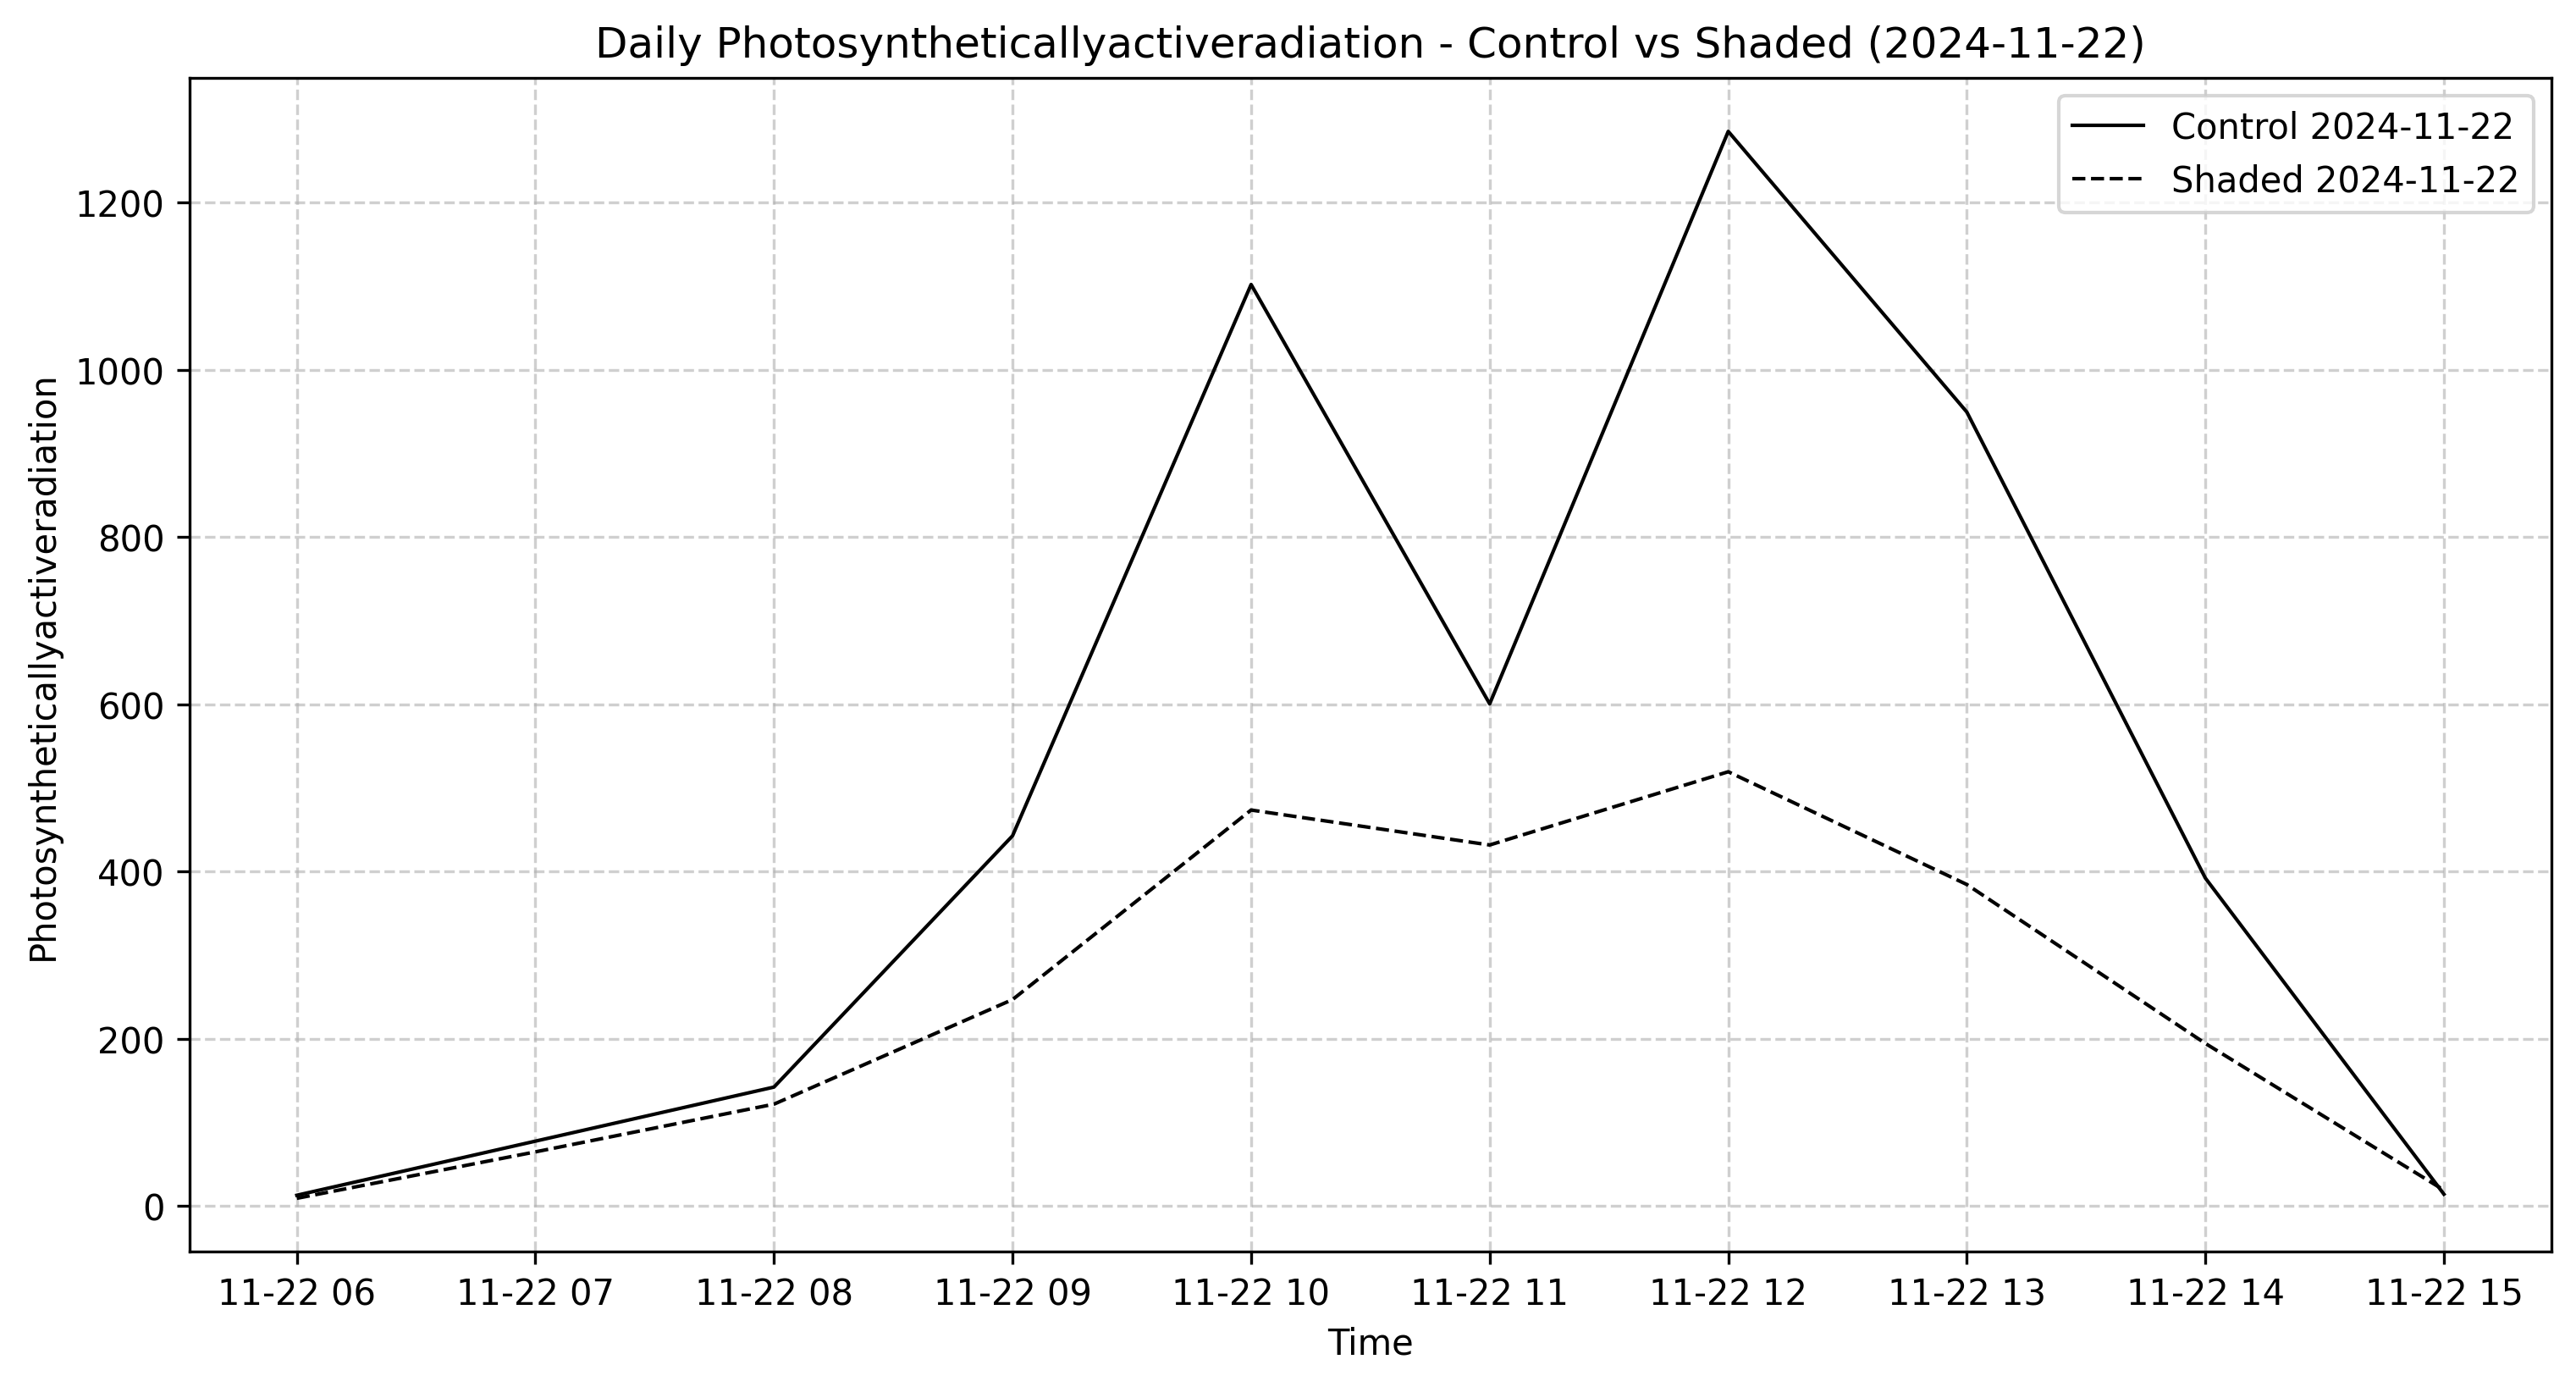 Daily Photosyntheticallyactiveradiation - Control vs Shaded (2024-11-22)
Control 2024-11-22
Shaded 2024-11-22
Photosyntheticallyactiveradiation
1200
1000
800
600
400
200
0
11-22 06 11-22 07 11-22 08 11-22 09 11-22 10 11-22 11 11-22 12 11-22 13 11-22 14 11-22 15
Time